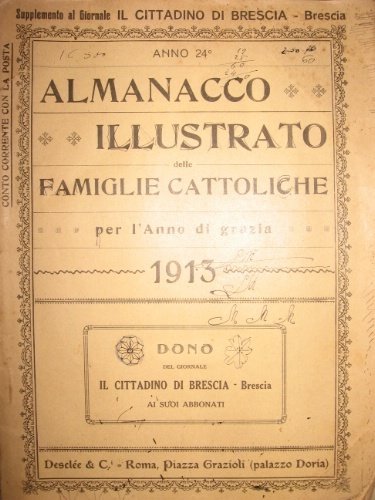 Supplemento al Giornale IL CITTADINO DI BRESCIA - Brescia
CONTO CORRENTE CON LA POSTA
ANNO 24°
ALMANACCO
ILLUSTRATO
delle
FAMIGLIE CATTOLICHE
per l'Anno di grazia
1913
DONO
DEL GIORNALE
IL CITTADINO DI BRESCIA - Brescia
AI SUOI ABBONATI
Desclée & C.i - Roma, Piazza Grazioli (palazzo Doria)